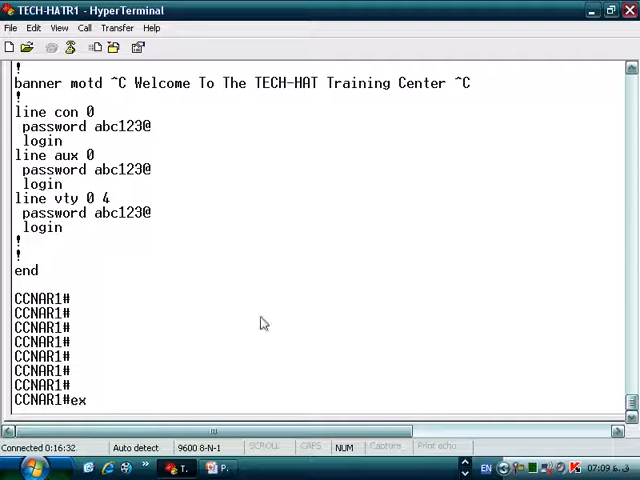 TECH-HATR1 - HyperTerminal
File Edit View Call Transfer Help
!
banner motd ^C Welcome To The TECH-HAT Training Center ^C
!
line con 0
password abc123@
login
line aux 0
password abc123@
login
line vty 0 4
password abc123@
login
!
!
end
CCNAR1#
CCNAR1#
CCNAR1#
CCNAR1#
CCNAR1#
CCNAR1#
CCNAR1#
CCNAR1#ex
Connected 0:16:32 Auto detect 9600 8-N-1 SCROLL CAPS NUM Capture Print echo
start T. P. EN 07:09 ق.ظ